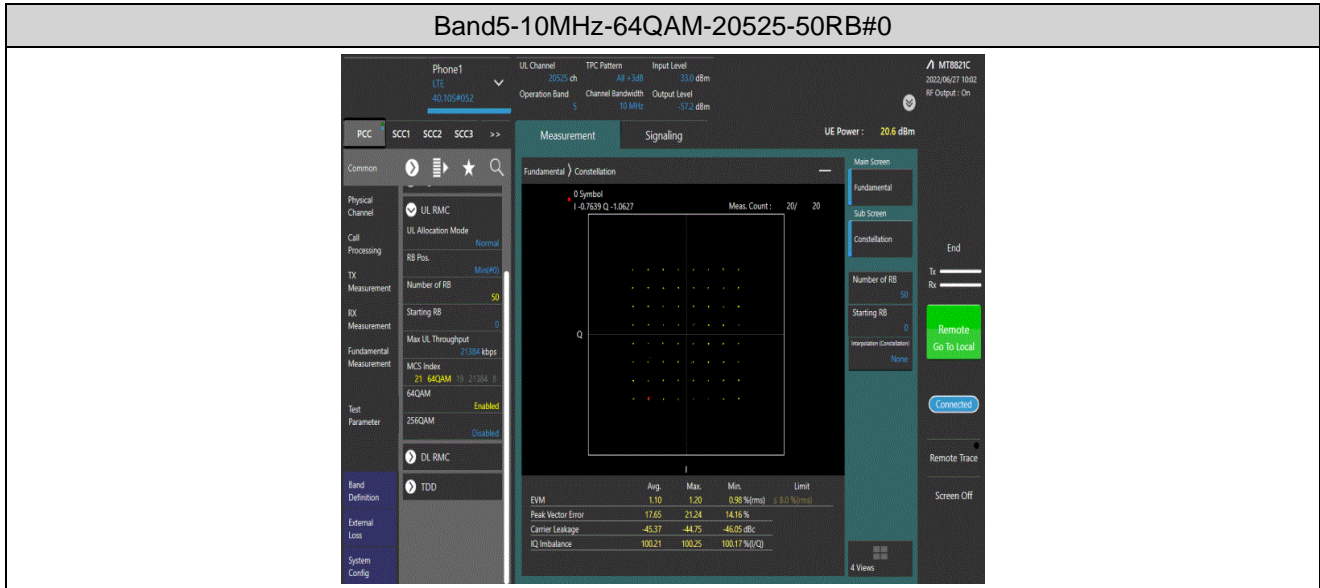 Band5-10MHz-64QAM-20525-50RB#0
Phone1
LTE
40.10S#052
UL Channel TPC Pattern Input Level
20525 ch All +3dB 33.0 dBm
Operation Band Channel Bandwidth Output Level
5 10 MHz -57.2 dBm
MT8821C
2022/06/27 10:02
RF Output : On
PCC SCC1 SCC2 SCC3 >>
Measurement Signaling
UE Power : 20.6 dBm
Common
Physical
Channel
Call
Processing
TX
Measurement
RX
Measurement
Fundamental
Measurement
Test
Parameter
Band
Definition
External
Loss
System
Config
UL RMC
UL Allocation Mode
Normal
RB Pos.
Min(#0)
Number of RB
50
Starting RB
0
Max UL Throughput
21384 kbps
MCS Index
21 64QAM 19 21384 8
64QAM
Enabled
256QAM
Disabled
DL RMC
TDD
Fundamental Constellation
0 Symbol
I -0.7639 Q -1.0627 Meas. Count : 20/ 20
Q
I
Avg. Max. Min. Limit
EVM 1.10 1.20 0.98 %(rms) ≤ 8.0 %(rms)
Peak Vector Error 17.65 21.24 14.16 %
Carrier Leakage -45.37 -44.75 -46.05 dBc
IQ Imbalance 100.21 100.25 100.17 %(I/Q)
Main Screen
Fundamental
Sub Screen
Constellation
Number of RB
50
Starting RB
0
Interpolation (Constellation)
None
4 Views
End
Tx
Rx
Remote
Go To Local
Connected
Remote Trace
Screen Off